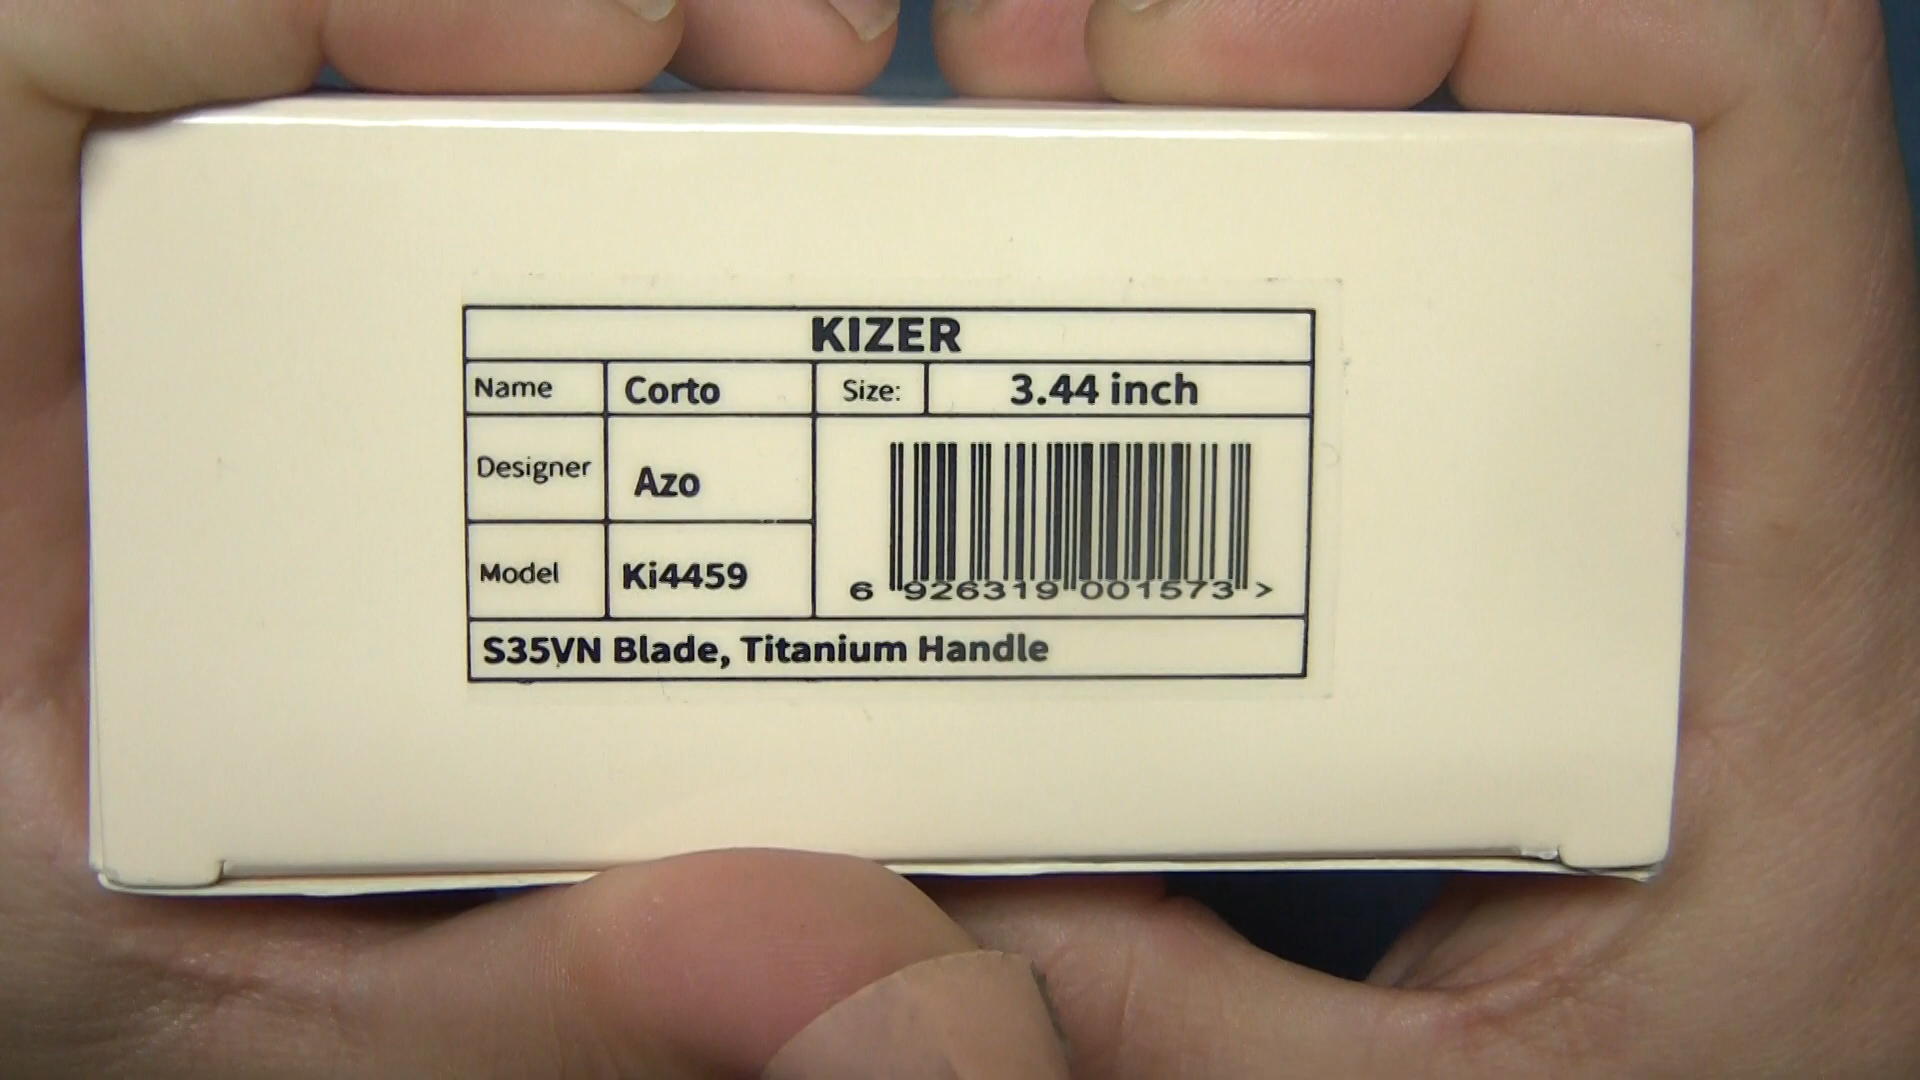 KIZER
Name Corto Size: 3.44 inch
Designer Azo
Model Ki4459
6 926319 001573 >
S35VN Blade, Titanium Handle